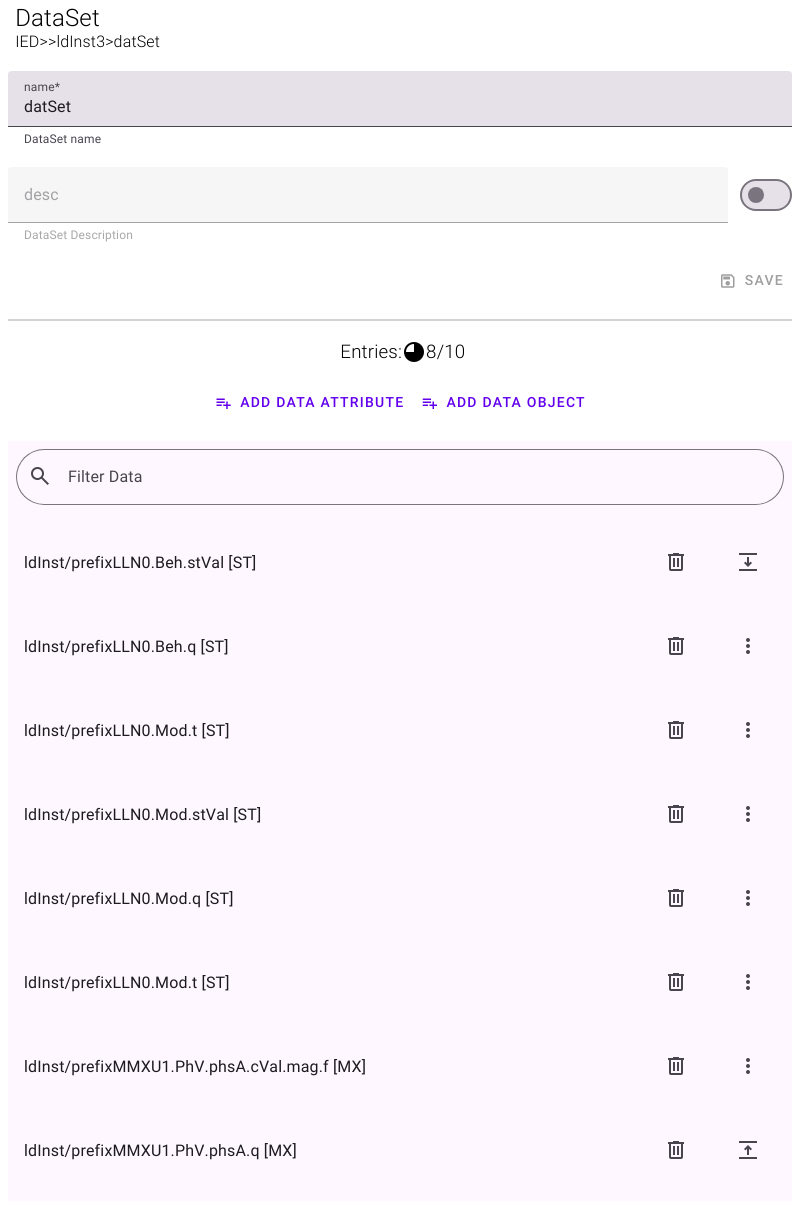 DataSet
IED>>ldInst3>datSet
name*
datSet
DataSet name
desc
DataSet Description
SAVE
Entries: 8/10
ADD DATA ATTRIBUTE ADD DATA OBJECT
Filter Data
ldInst/prefixLLN0.Beh.stVal [ST]
ldInst/prefixLLN0.Beh.q [ST]
ldInst/prefixLLN0.Mod.t [ST]
ldInst/prefixLLN0.Mod.stVal [ST]
ldInst/prefixLLN0.Mod.q [ST]
ldInst/prefixLLN0.Mod.t [ST]
ldInst/prefixMMXU1.PhV.phsA.cVal.mag.f [MX]
ldInst/prefixMMXU1.PhV.phsA.q [MX]